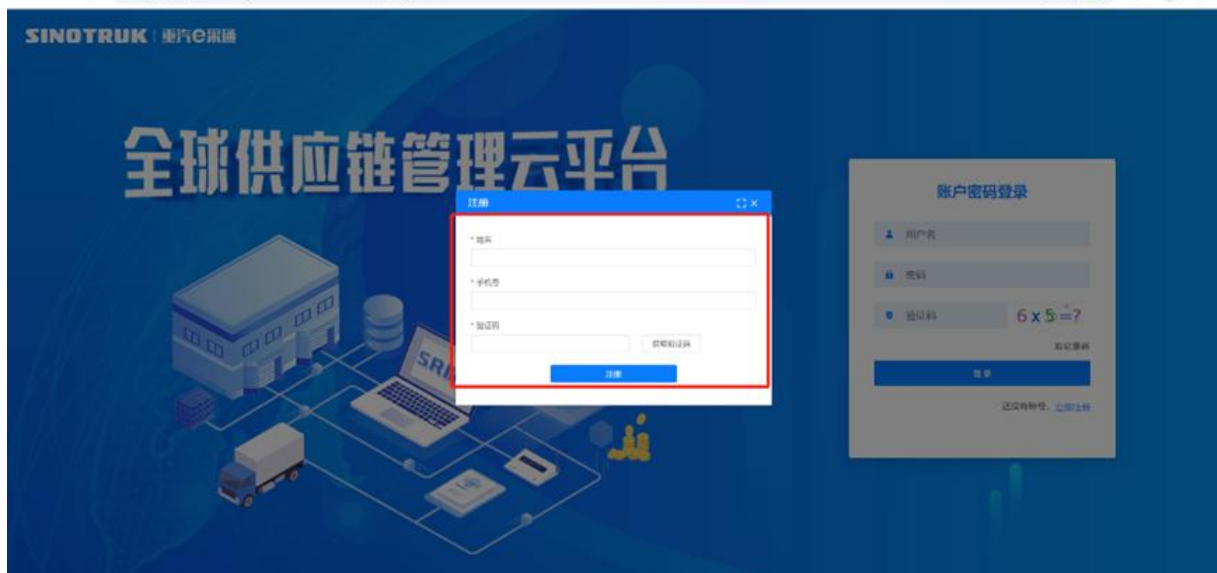 SINOTRUK 重汽e采通
全球供应链管理云平台
注册
* 姓名
* 手机号
* 验证码
获取验证码
注册
账户密码登录
用户名
密码
验证码
6 x 5 =?
忘记密码
登录
还没有账号，立即注册